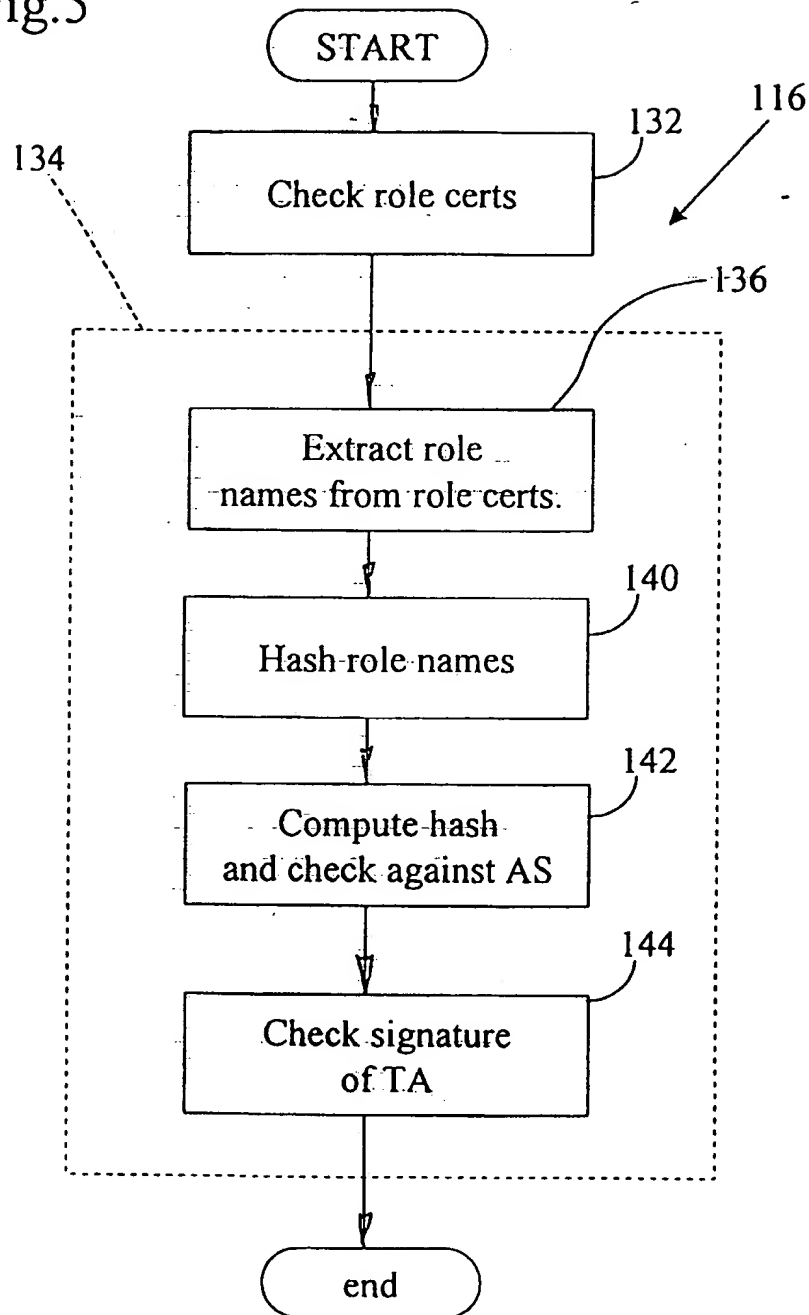 ig.5
START
132
116
134
Check role certs
136
Extract role
names from role certs.
140
Hash role names
142
Compute hash
and check against AS
144
Check signature
of TA
end